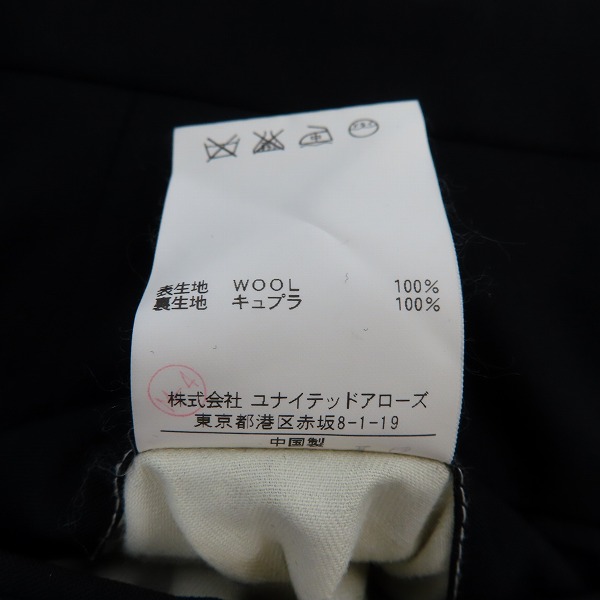 表生地 WOOL 100%
裏生地 キュプラ 100%
株式会社 ユナイテッドアローズ
東京都港区赤坂8-1-19
中国製